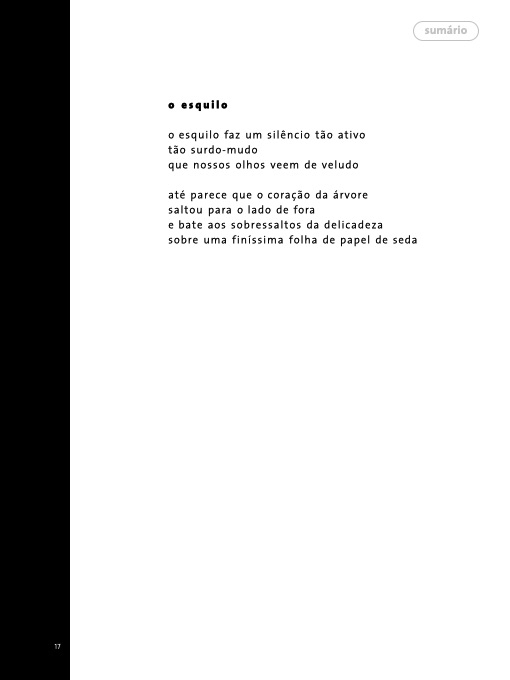 sumário
o esquilo
o esquilo faz um silêncio tão ativo
tão surdo-mudo
que nossos olhos veem de veludo
até parece que o coração da árvore
saltou para o lado de fora
e bate aos sobressaltos da delicadeza
sobre uma finíssima folha de papel de seda
17